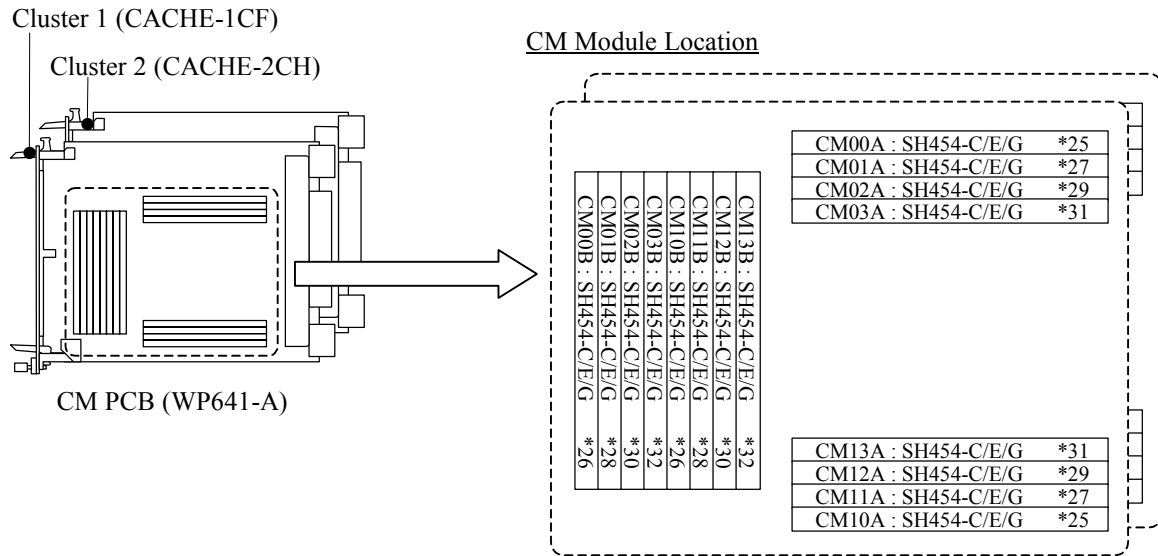 Cluster 1 (CACHE-1CF)
Cluster 2 (CACHE-2CH)
CM PCB (WP641-A)
CM Module Location
CM00A : SH454-C/E/G *25
CM01A : SH454-C/E/G *27
CM02A : SH454-C/E/G *29
CM03A : SH454-C/E/G *31
CM13B : SH454-C/E/G *32
CM12B : SH454-C/E/G *30
CM11B : SH454-C/E/G *28
CM10B : SH454-C/E/G *26
CM03B : SH454-C/E/G *32
CM02B : SH454-C/E/G *30
CM01B : SH454-C/E/G *28
CM00B : SH454-C/E/G *26
CM13A : SH454-C/E/G *31
CM12A : SH454-C/E/G *29
CM11A : SH454-C/E/G *27
CM10A : SH454-C/E/G *25